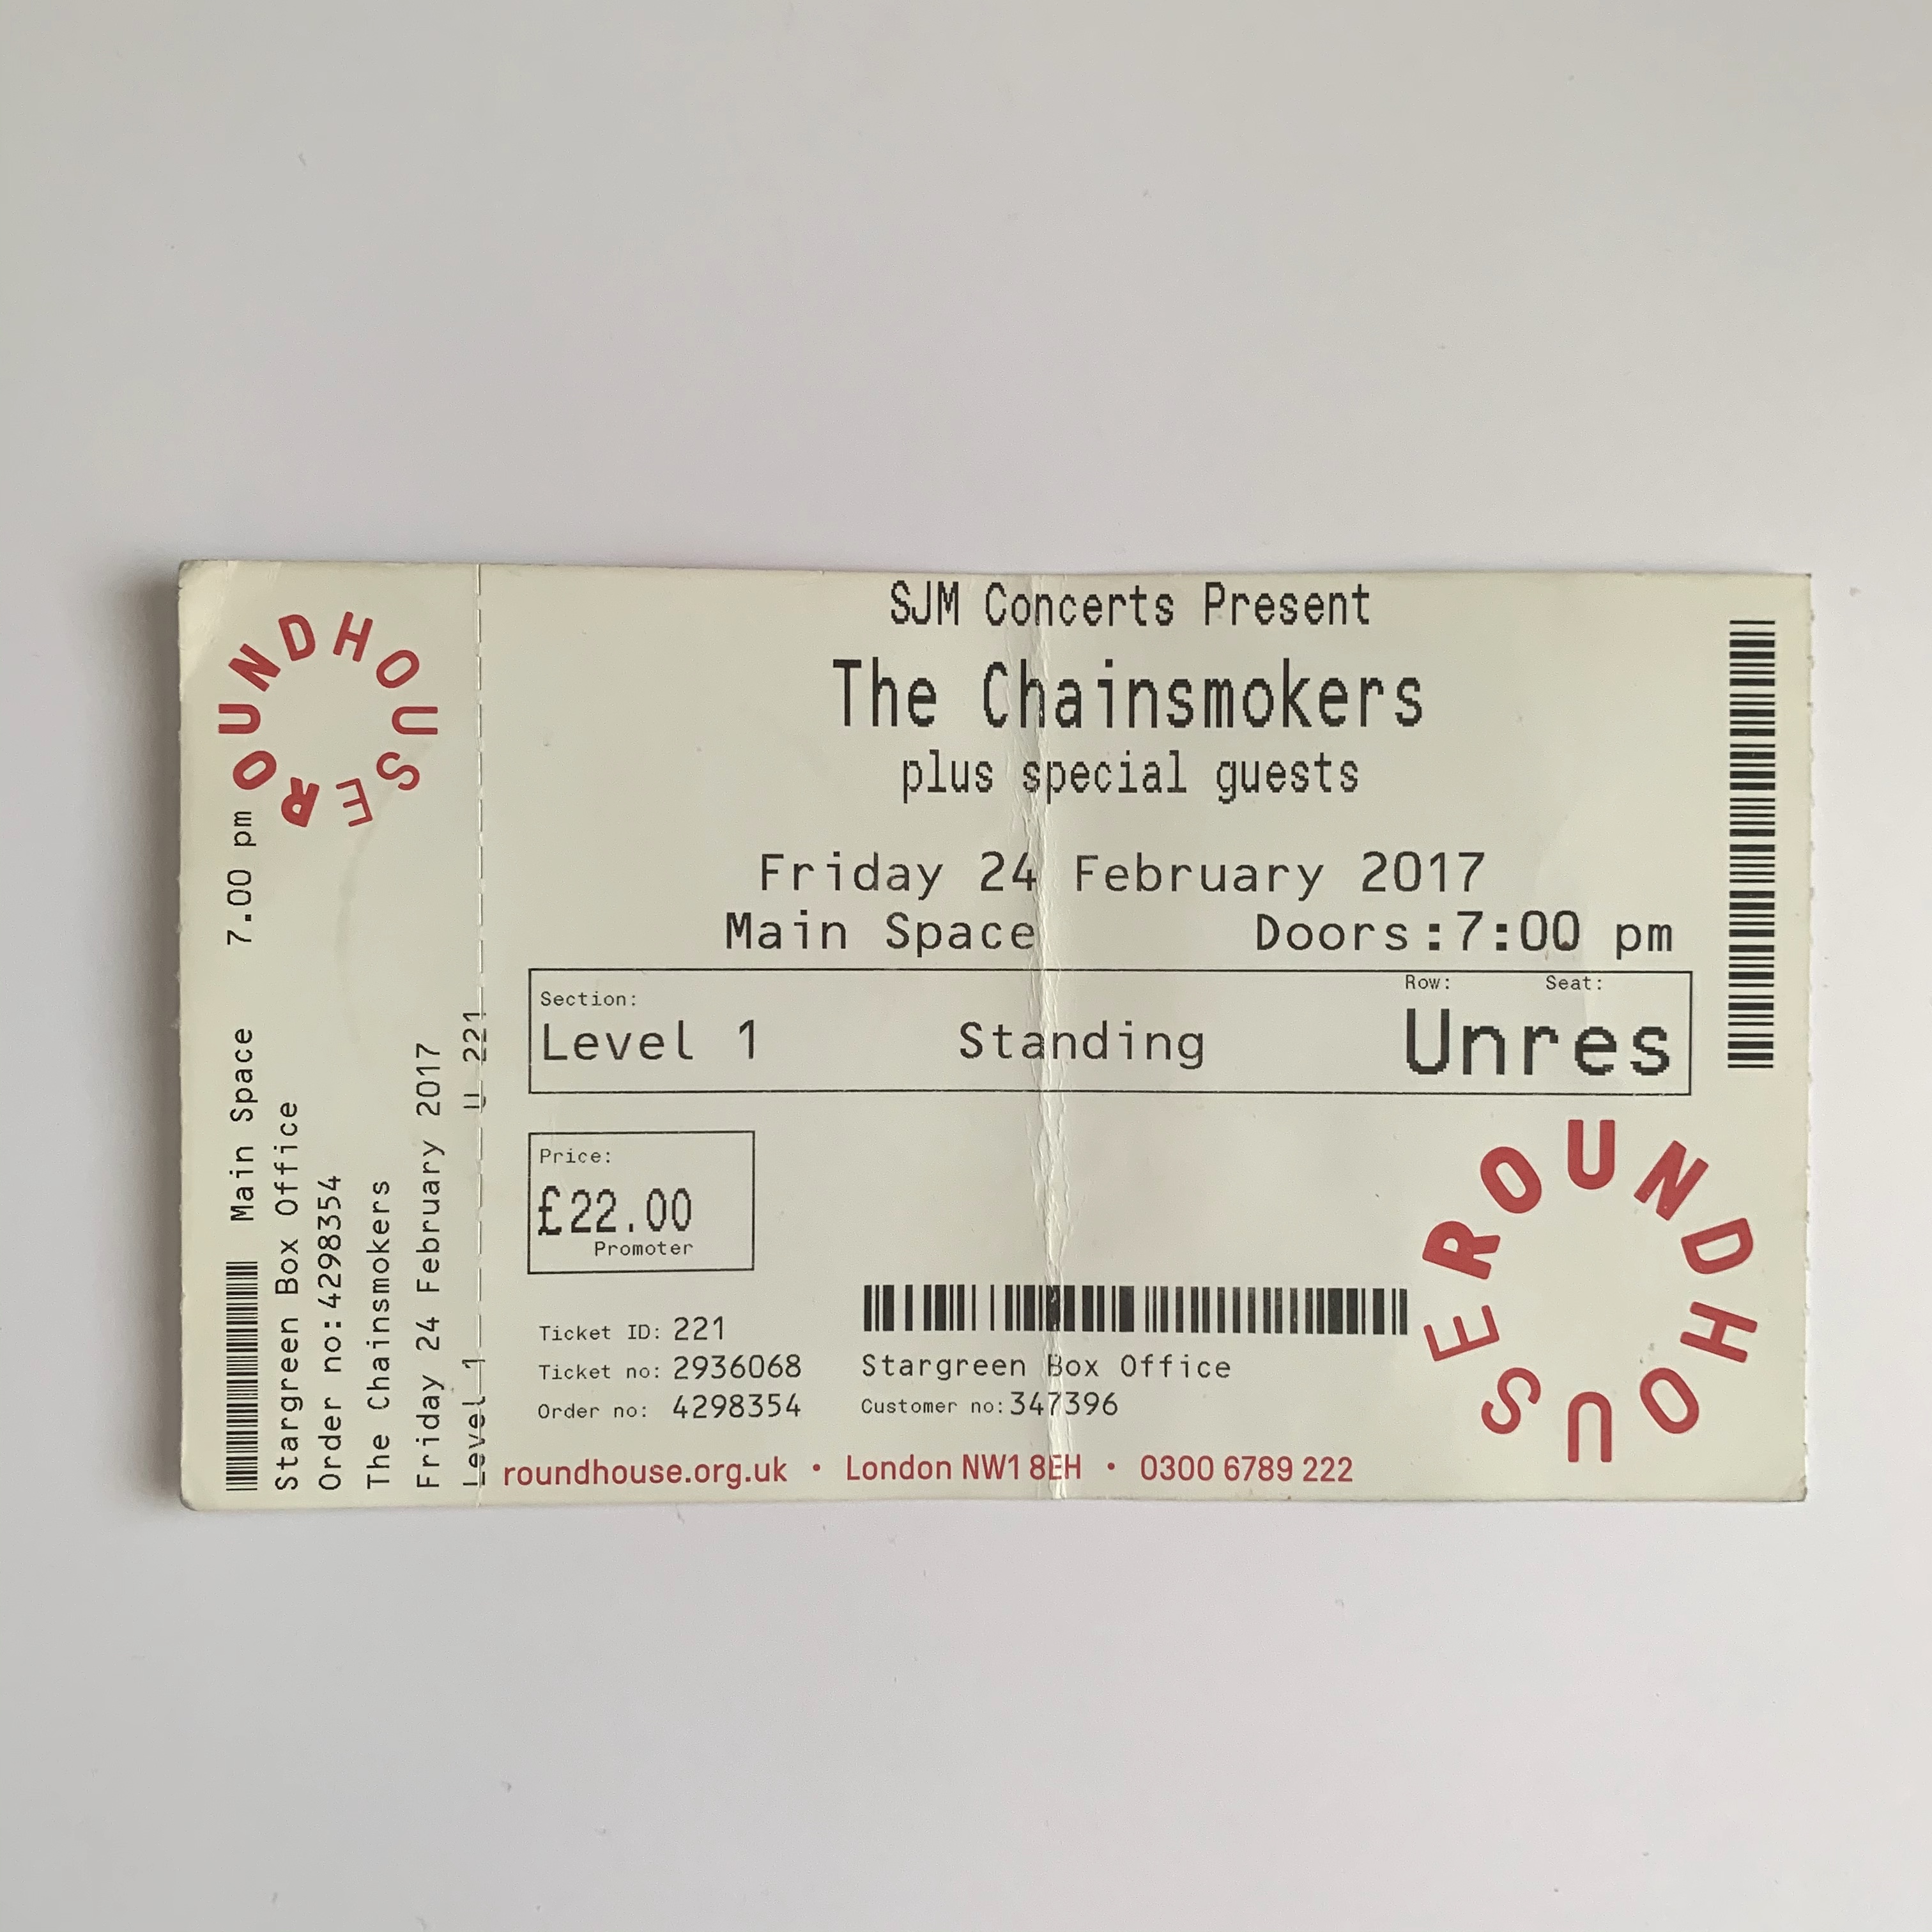 ROUNDHOUSE
Main Space 7.00 pm
Stargreen Box Office
Order no:4298354
The Chainsmokers
Friday 24 February 2017
Level 1 U 221
SJM Concerts Present
The Chainsmokers
plus special guests
Friday 24 February 2017
Main Space Doors:7:00 pm
Section: Row: Seat:
Level 1 Standing Unres
Price:
£22.00
Promoter
Ticket ID: 221
Ticket no: 2936068
Order no: 4298354
Stargreen Box Office
Customer no:347396
ROUNDHOUSE
roundhouse.org.uk • London NW1 8EH • 0300 6789 222